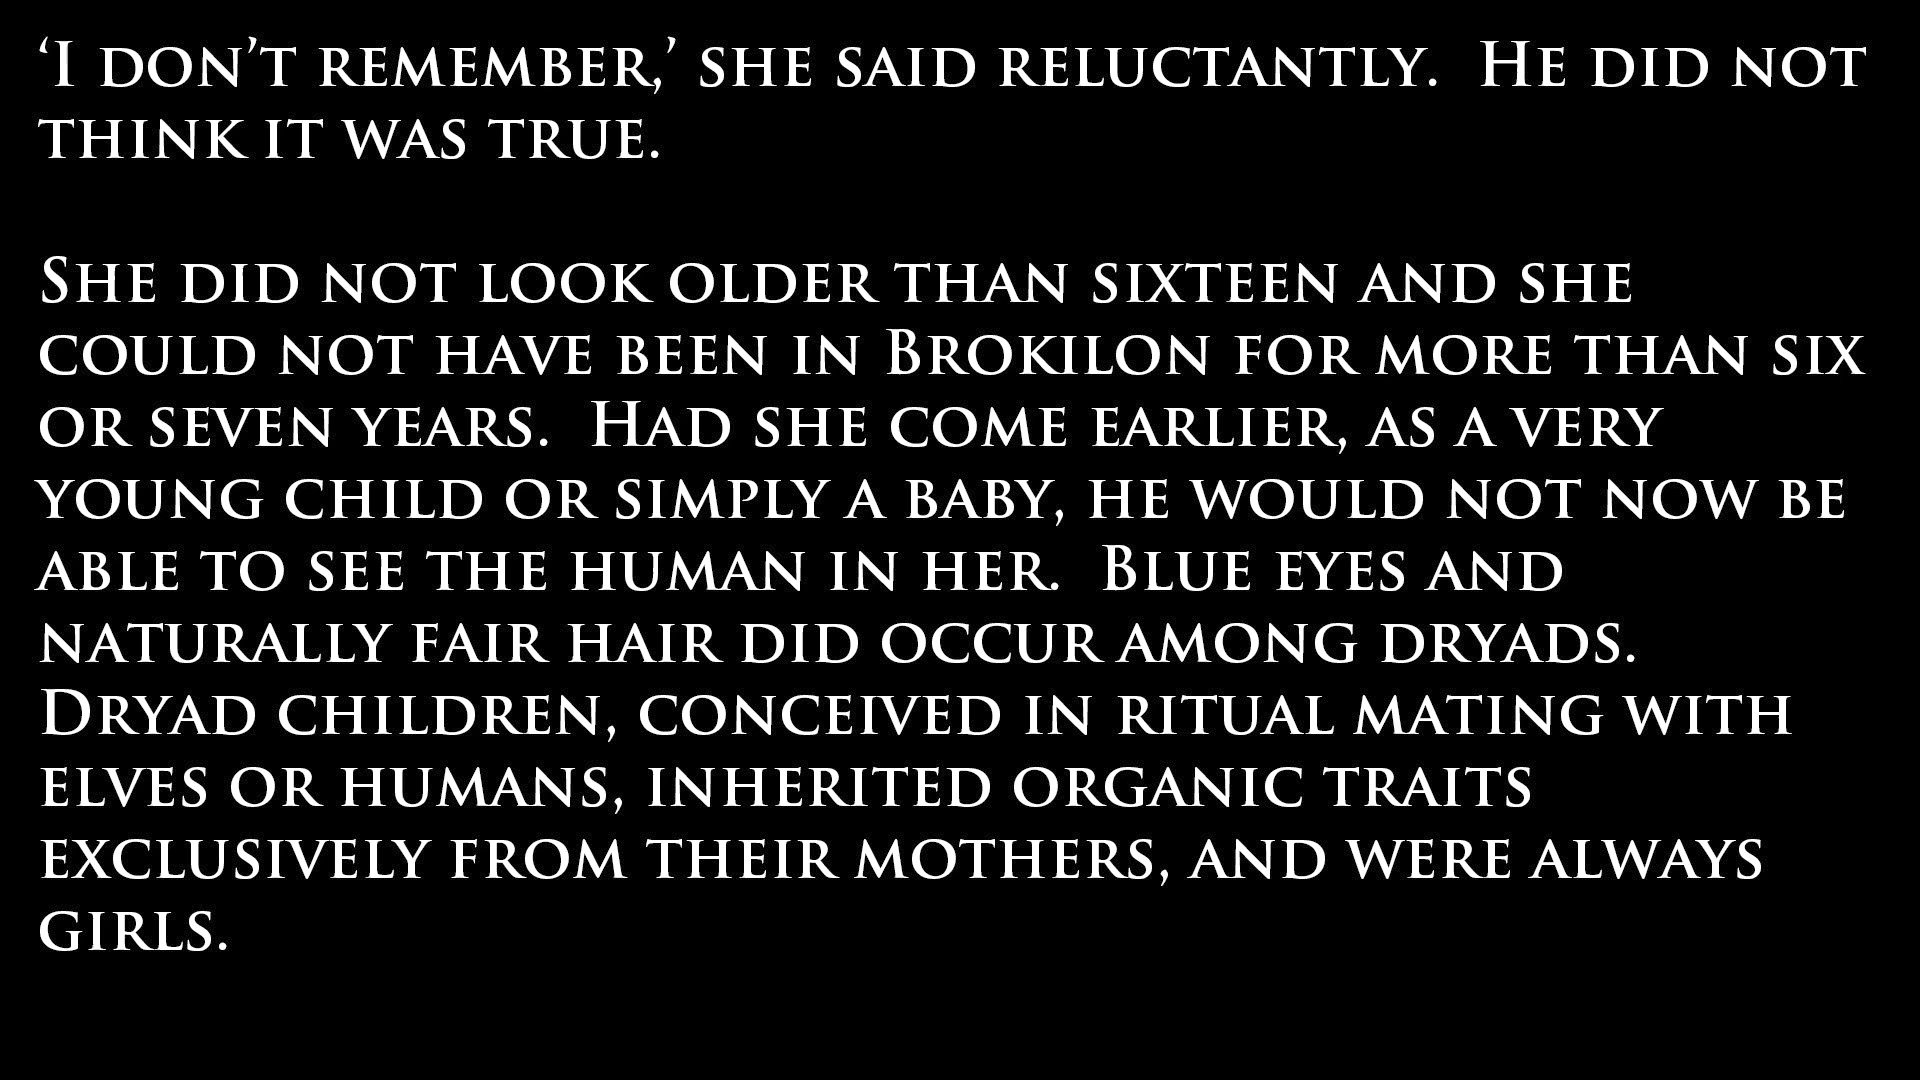 ‘I don’t remember,’ she said reluctantly.  He did not
think it was true.
She did not look older than sixteen and she
could not have been in Brokilon for more than six
or seven years.  Had she come earlier, as a very
young child or simply a baby, he would not now be
able to see the human in her.  Blue eyes and
naturally fair hair did occur among dryads.
Dryad children, conceived in ritual mating with
elves or humans, inherited organic traits
exclusively from their mothers, and were always
girls.